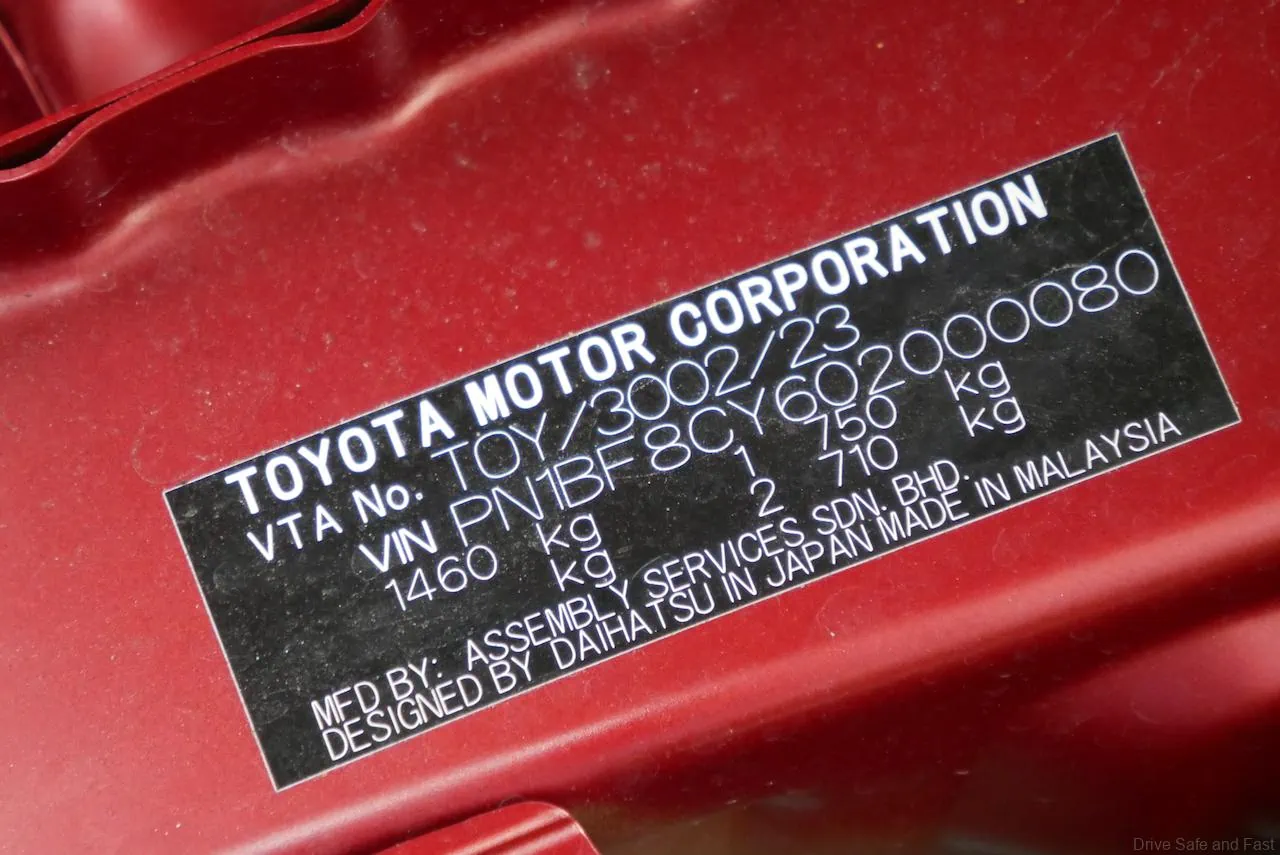 TOYOTA MOTOR CORPORATION
VTA No. TOY/3002/23
VIN PN1BF8CY602000080
1460 kg 1 750 kg
kg 2 710 kg
MFD BY: ASSEMBLY SERVICES SDN. BHD.
DESIGNED BY DAIHATSU IN JAPAN MADE IN MALAYSIA
Drive Safe and Fast